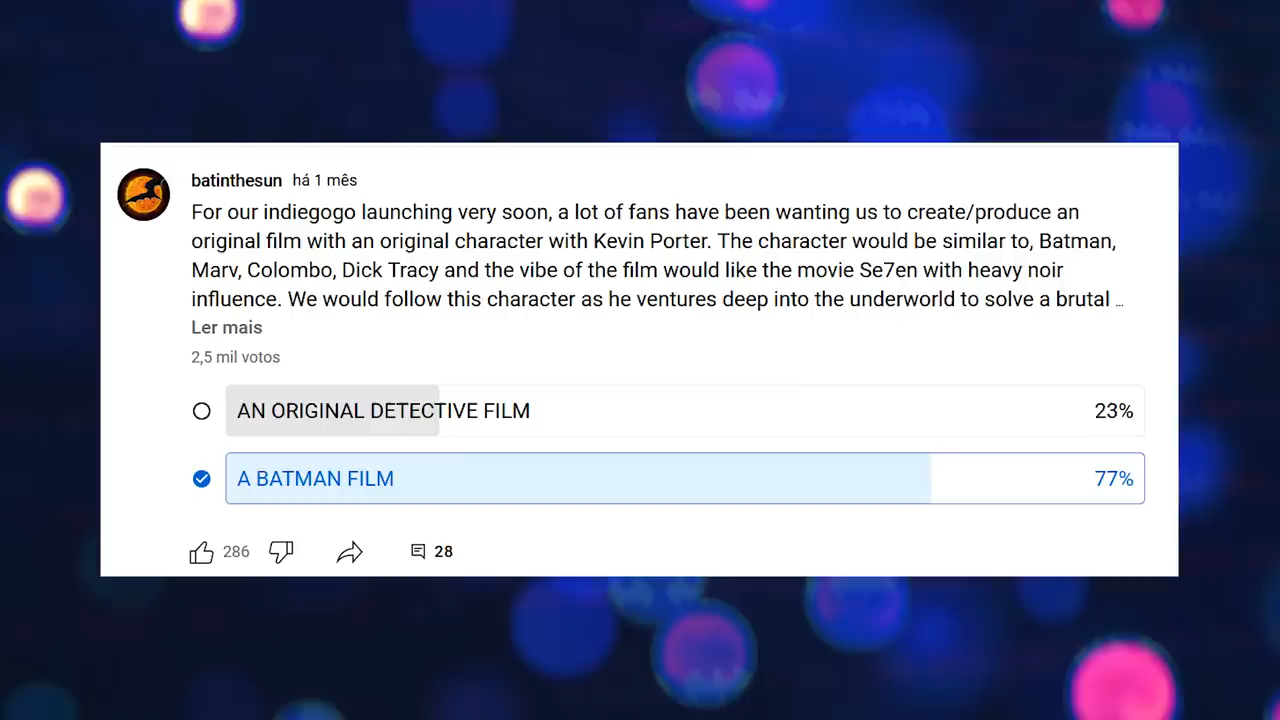 batinthesun há 1 mês
For our indiegogo launching very soon, a lot of fans have been wanting us to create/produce an
original film with an original character with Kevin Porter. The character would be similar to, Batman,
Marv, Colombo, Dick Tracy and the vibe of the film would like the movie Se7en with heavy noir
influence. We would follow this character as he ventures deep into the underworld to solve a brutal ...
Ler mais
2,5 mil votos
AN ORIGINAL DETECTIVE FILM 23%
A BATMAN FILM 77%
286 28